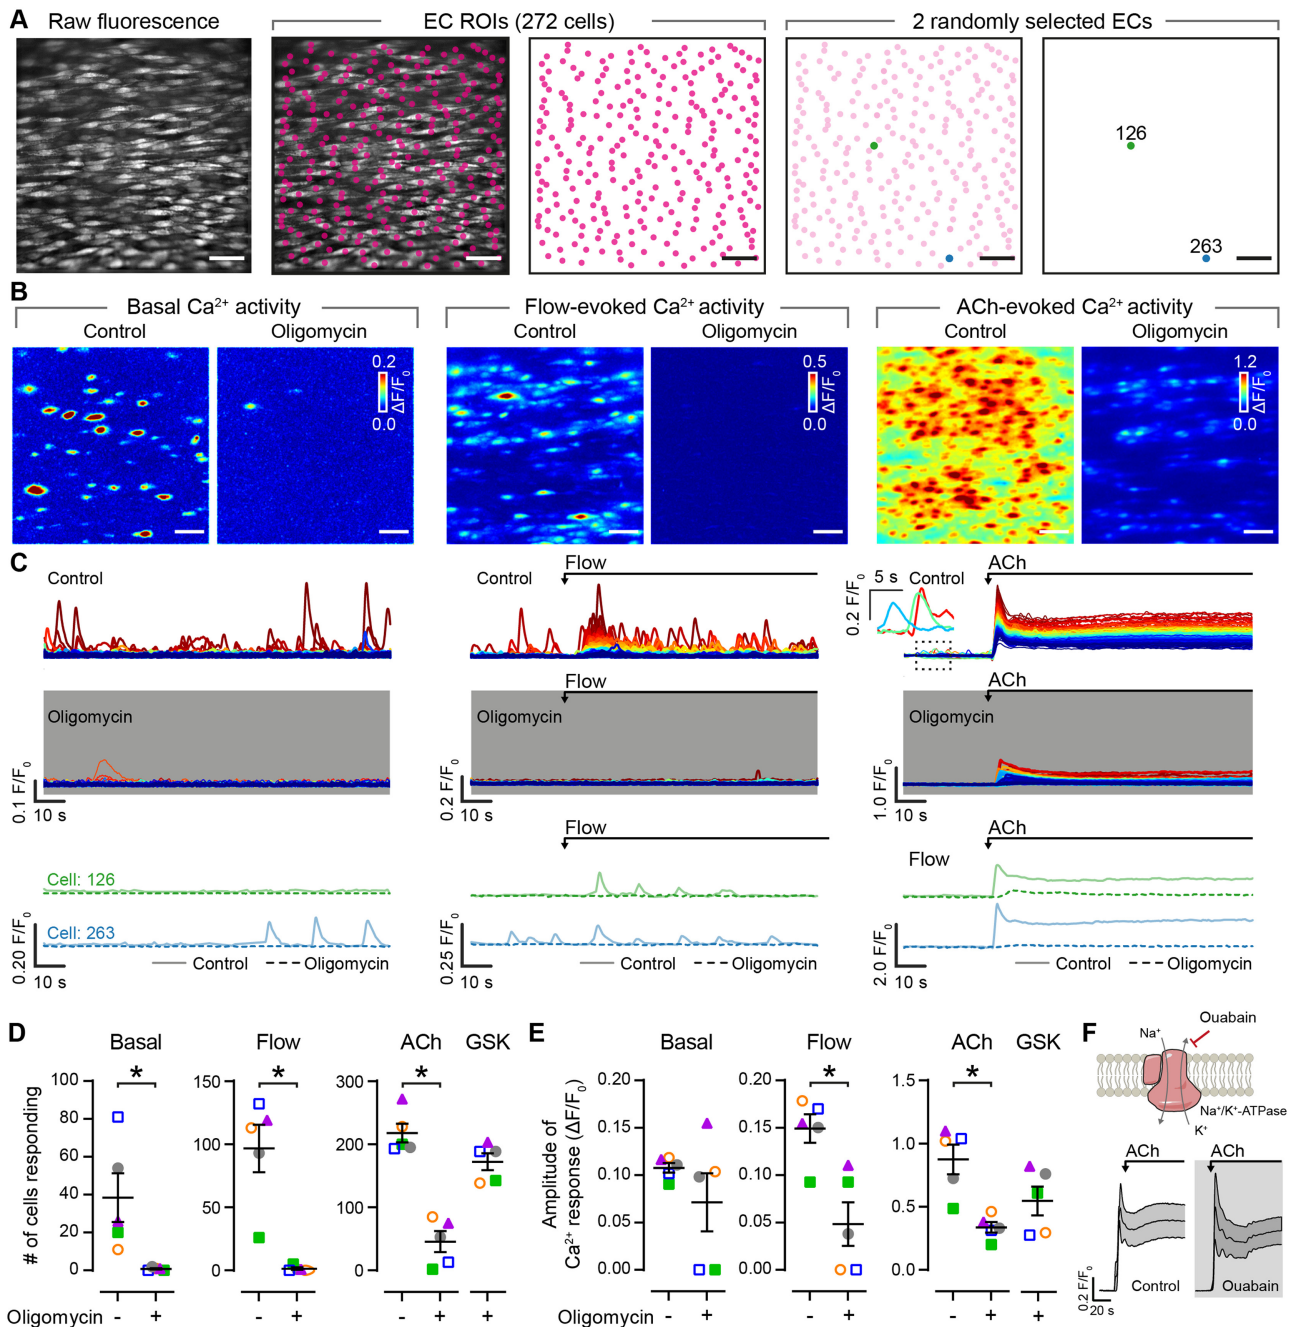 A Raw fluorescence EC ROIs (272 cells) 2 randomly selected ECs
126
263
B
Basal Ca²⁺ activity Flow-evoked Ca²⁺ activity ACh-evoked Ca²⁺ activity
Control Oligomycin Control Oligomycin Control Oligomycin
0.2 0.5 1.2
ΔF/F₀ ΔF/F₀ ΔF/F₀
0.0 0.0 0.0
C
Control
Control
Flow
5 s
0.2 F/F₀
Control
ACh
Oligomycin
0.1 F/F₀
10 s
Flow
Oligomycin
0.2 F/F₀
10 s
ACh
Oligomycin
1.0 F/F₀
10 s
Cell: 126
Cell: 263
0.20 F/F₀
10 s
Control Oligomycin
Flow
0.25 F/F₀
10 s
Control Oligomycin
ACh
Flow
2.0 F/F₀
10 s
Control Oligomycin
D
Basal Flow ACh GSK
# of cells responding
100
80
60
40
20
0
*
150
100
50
0
*
300
200
100
0
*
Oligomycin - + - + - + +
E
Basal Flow ACh GSK
Amplitude of
Ca²⁺ response (ΔF/F₀)
0.20
0.15
0.10
0.05
0.00
0.20
0.15
0.10
0.05
0.00
*
1.5
1.0
0.5
0.0
*
Oligomycin - + - + - + +
F
Ouabain
Na⁺
Na⁺/K⁺-ATPase
K⁺
ACh ACh
0.2 F/F₀
20 s
Control Ouabain